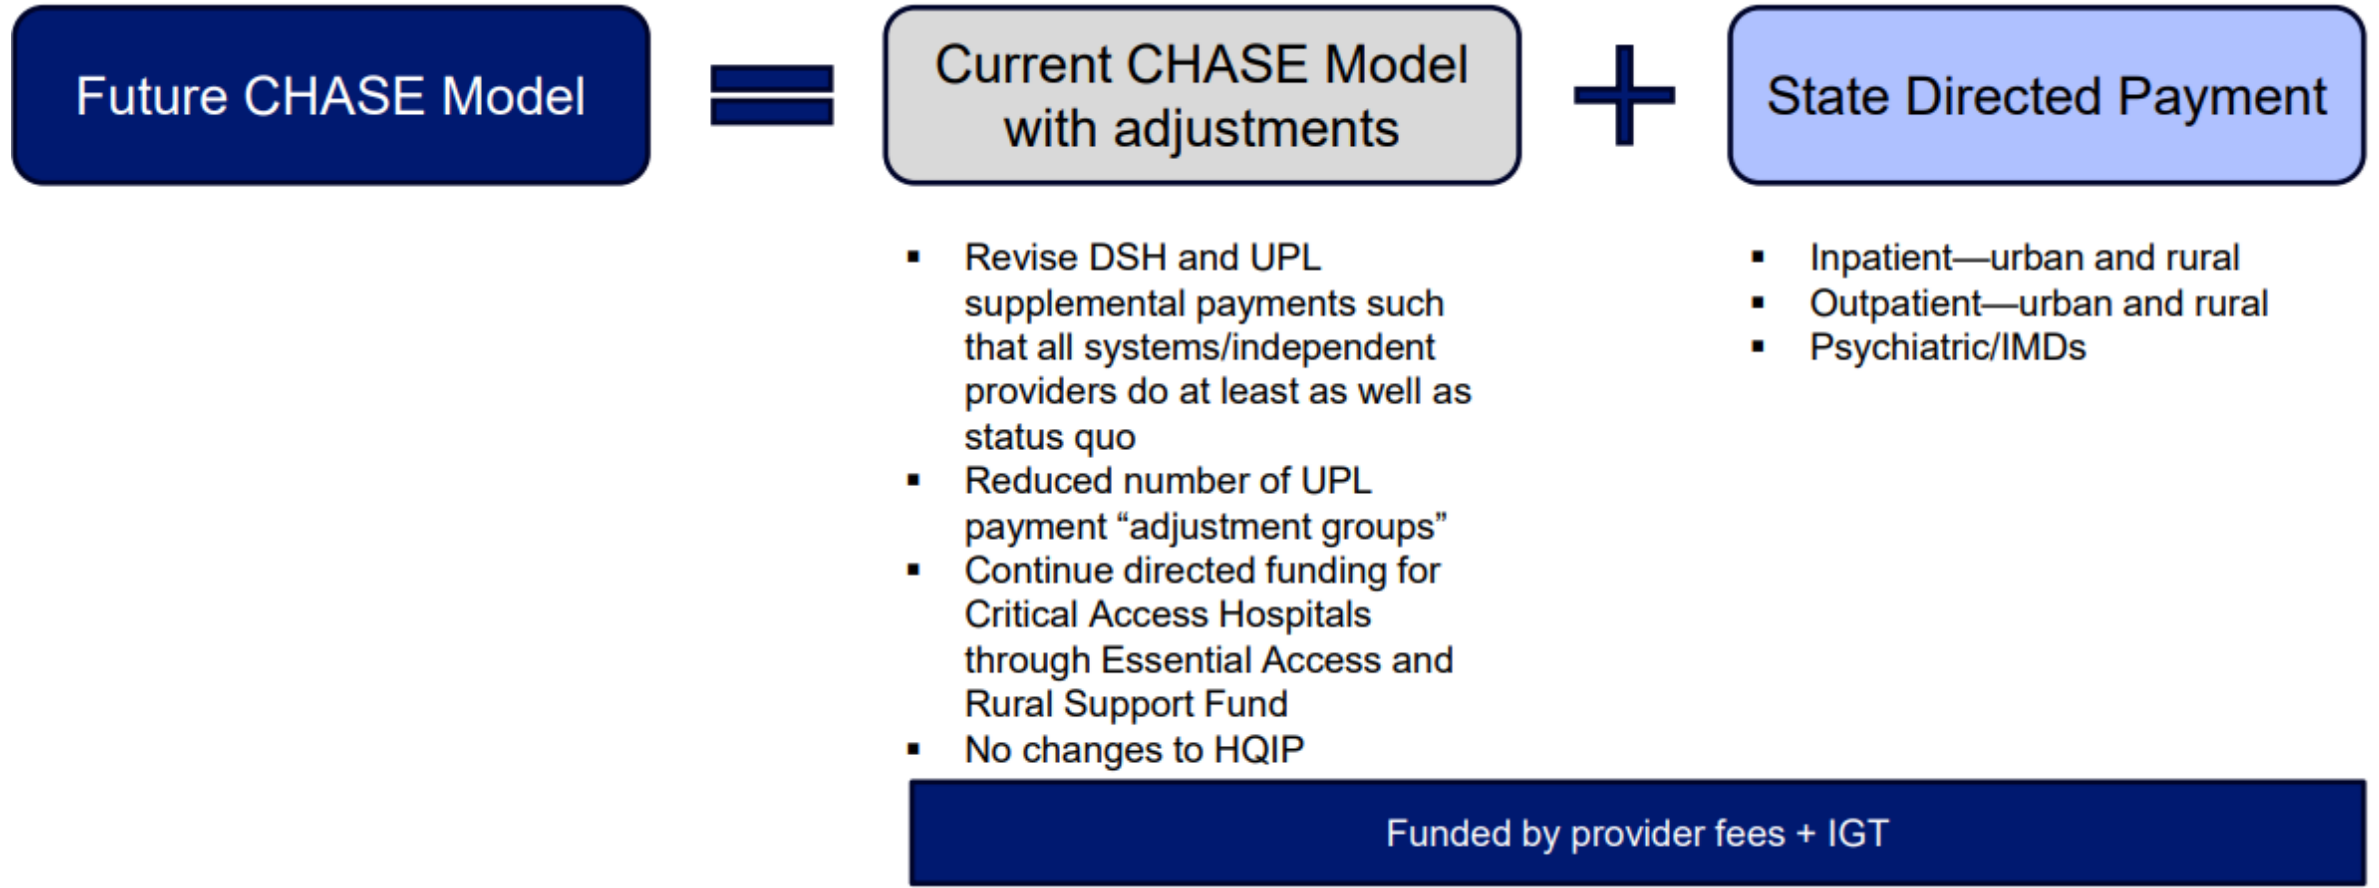 Future CHASE Model
Current CHASE Model
with adjustments
State Directed Payment
▪ Revise DSH and UPL
supplemental payments such
that all systems/independent
providers do at least as well as
status quo
▪ Reduced number of UPL
payment “adjustment groups”
▪ Continue directed funding for
Critical Access Hospitals
through Essential Access and
Rural Support Fund
▪ No changes to HQIP
▪ Inpatient—urban and rural
▪ Outpatient—urban and rural
▪ Psychiatric/IMDs
Funded by provider fees + IGT